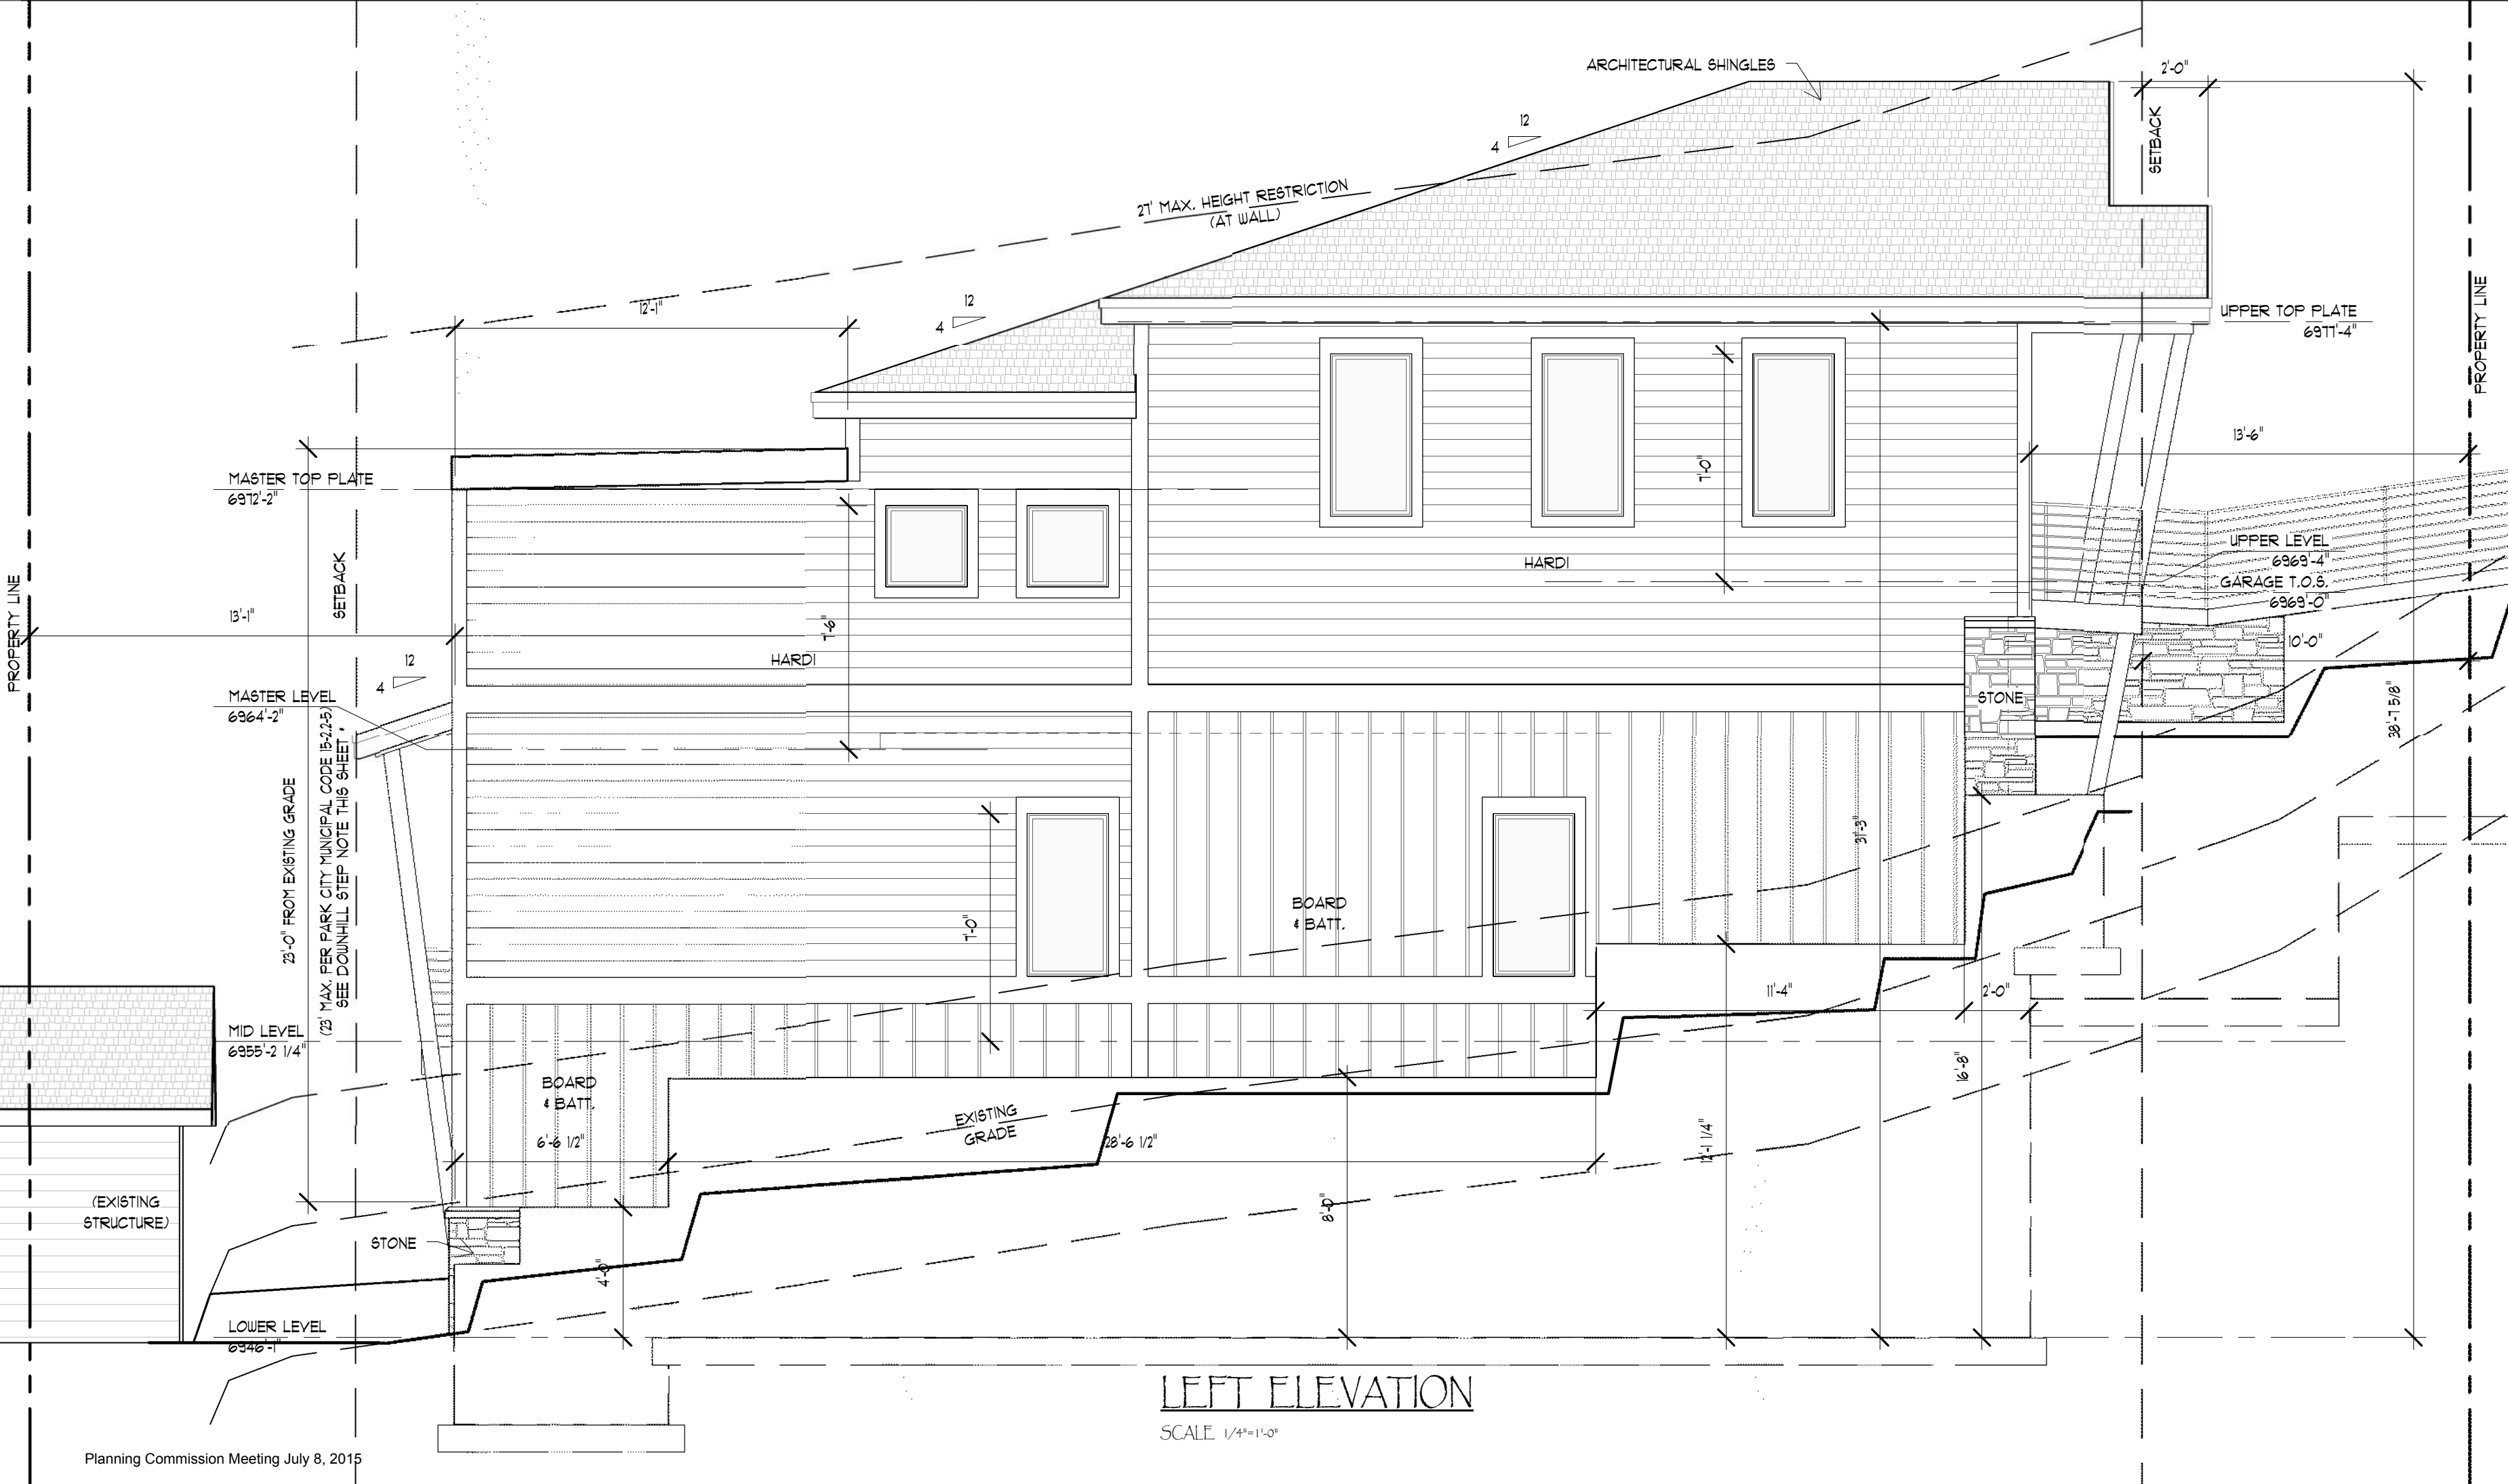 ARCHITECTURAL SHINGLES
2'-0"
SETBACK
12
4
27' MAX. HEIGHT RESTRICTION
(AT WALL)
12
4
12'-1"
UPPER TOP PLATE
6977'-4"
PROPERTY LINE
13'-6"
MASTER TOP PLATE
6972'-2"
7'-0"
UPPER LEVEL
6969'-4"
GARAGE T.O.S.
6969'-0"
HARDI
SETBACK
PROPERTY LINE
13'-1"
7'-6"
HARDI
10'-0"
12
4
MASTER LEVEL
6964'-2"
STONE
38'-7 5/8"
23'-0" FROM EXISTING GRADE
(23' MAX. PER PARK CITY MUNICIPAL CODE 15-2.2-5)
SEE DOWNHILL STEP NOTE THIS SHEET *
31'-3"
7'-0"
BOARD
& BATT.
11'-4"
2'-0"
MID LEVEL
6955'-2 1/4"
BOARD
& BATT.
16'-8"
EXISTING
GRADE
6'-6 1/2"
28'-6 1/2"
12'-1 1/4"
(EXISTING
STRUCTURE)
8'-0"
STONE
4'-0"
LOWER LEVEL
6946'-1"
LEFT ELEVATION
SCALE 1/4"=1'-0"
Planning Commission Meeting July 8, 2015